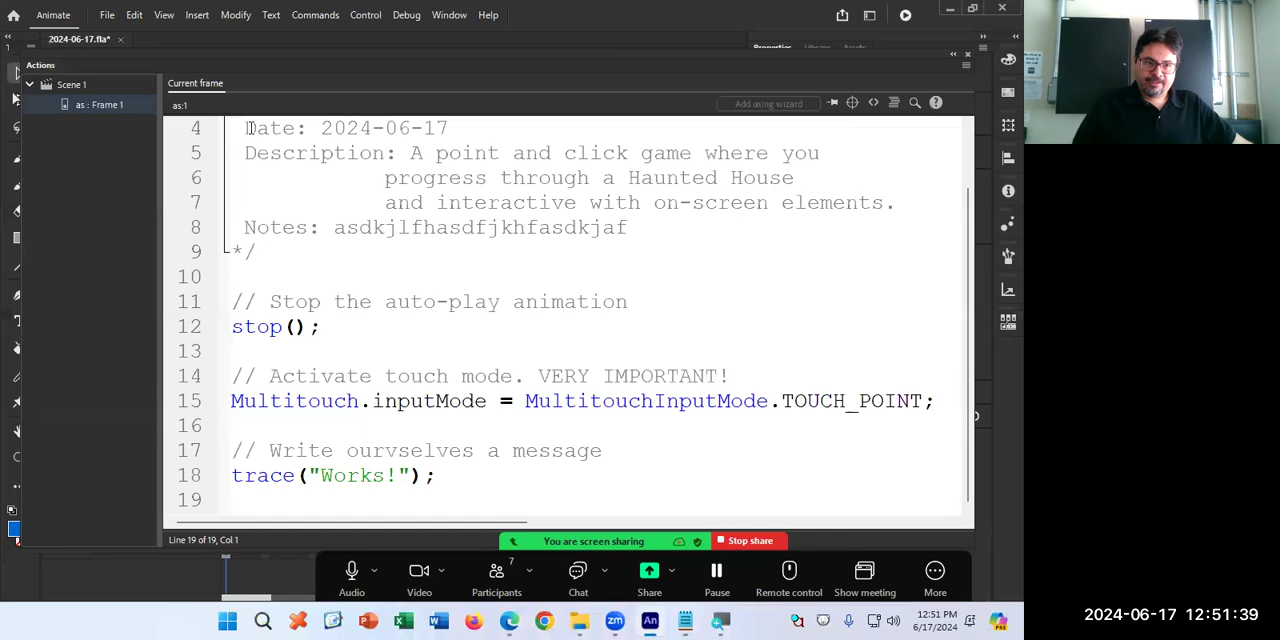 Animate File Edit View Insert Modify Text Commands Control Debug Window Help
2024-06-17.fla* ×
Properties Library Assets
Actions
Scene 1
as : Frame 1
Current frame
as:1
Add using wizard
4 Date: 2024-06-17
5 Description: A point and click game where you
6 progress through a Haunted House
7 and interactive with on-screen elements.
8 Notes: asdkjlfhasdfjkhfasdkjaf
9 */
10
11 // Stop the auto-play animation
12 stop();
13
14 // Activate touch mode. VERY IMPORTANT!
15 Multitouch.inputMode = MultitouchInputMode.TOUCH_POINT;
16
17 // Write ourvselves a message
18 trace("Works!");
19
Line 19 of 19, Col 1
You are screen sharing Stop share
7
Audio Video Participants Chat Share Pause Remote control Show meeting More
12:51 PM
6/17/2024
2024-06-17 12:51:39